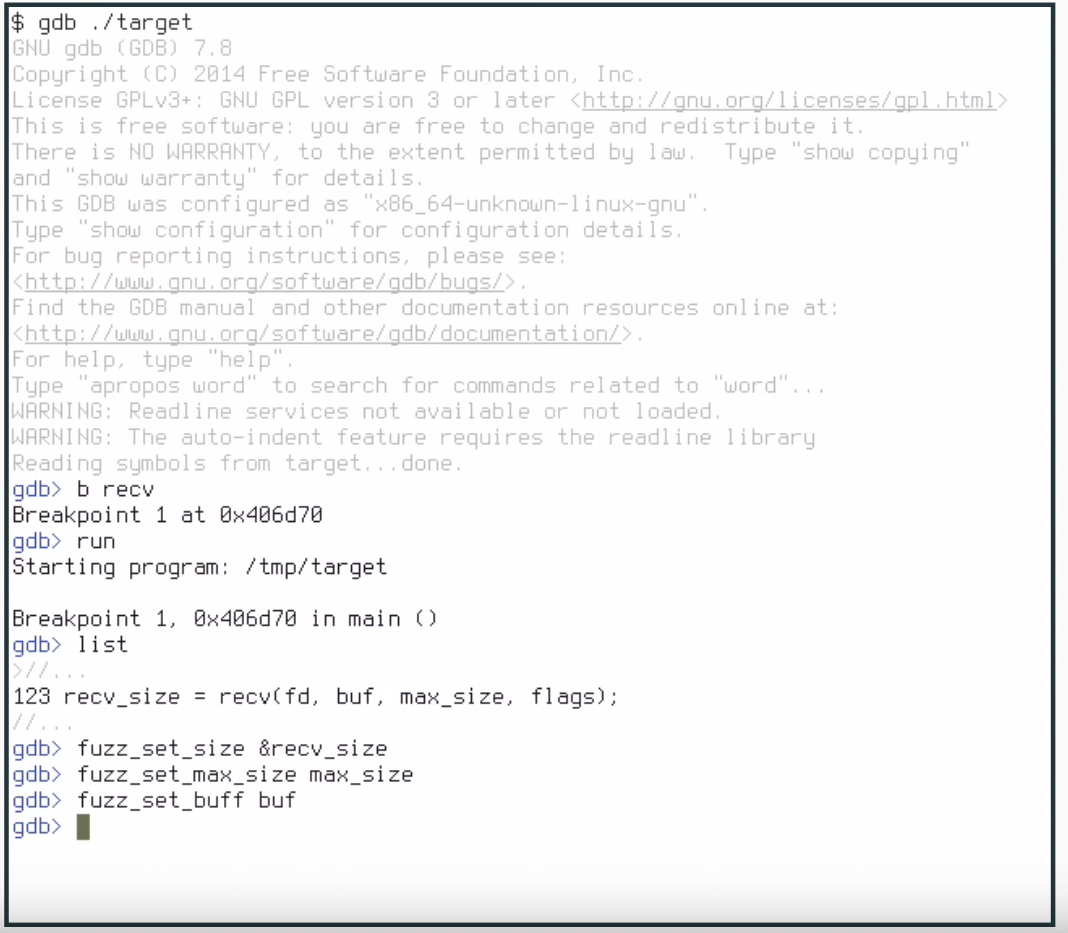 $ gdb ./target
GNU gdb (GDB) 7.8
Copyright (C) 2014 Free Software Foundation, Inc.
License GPLv3+: GNU GPL version 3 or later <http://gnu.org/licenses/gpl.html>
This is free software: you are free to change and redistribute it.
There is NO WARRANTY, to the extent permitted by law.  Type "show copying"
and "show warranty" for details.
This GDB was configured as "x86_64-unknown-linux-gnu".
Type "show configuration" for configuration details.
For bug reporting instructions, please see:
<http://www.gnu.org/software/gdb/bugs/>.
Find the GDB manual and other documentation resources online at:
<http://www.gnu.org/software/gdb/documentation/>.
For help, type "help".
Type "apropos word" to search for commands related to "word"...
WARNING: Readline services not available or not loaded.
WARNING: The auto-indent feature requires the readline library
Reading symbols from target...done.
gdb> b recv
Breakpoint 1 at 0x406d70
gdb> run
Starting program: /tmp/target

Breakpoint 1, 0x406d70 in main ()
gdb> list
>//...
123 recv_size = recv(fd, buf, max_size, flags);
//...
gdb> fuzz_set_size &recv_size
gdb> fuzz_set_max_size max_size
gdb> fuzz_set_buff buf
gdb>